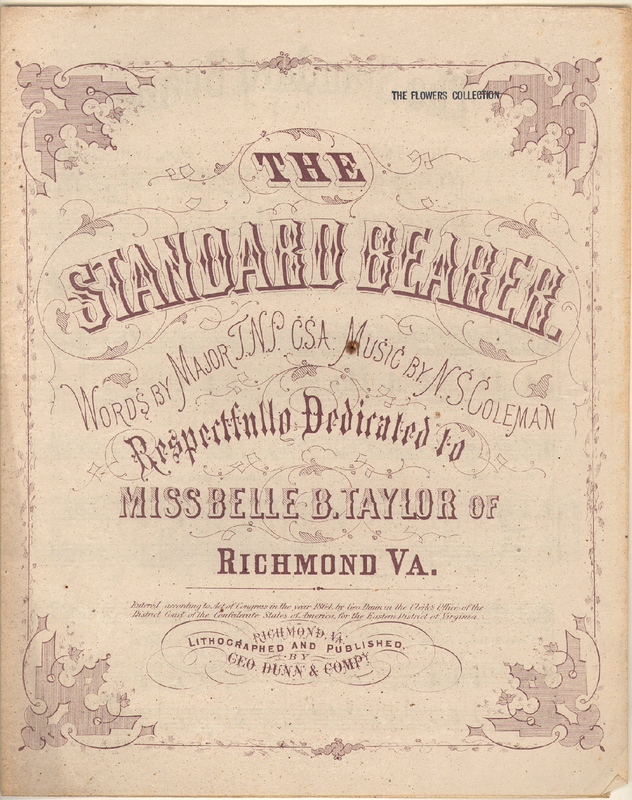 THE FLOWERS COLLECTION
THE
STANDARD BEARER.
WORDS BY MAJOR T.N.P. C.S.A. MUSIC BY N.S. COLEMAN
Respectfully Dedicated to
MISS BELLE B. TAYLOR OF
RICHMOND VA.
Entered according to Act of Congress in the year 1864 by Geo. Dunn in the Clerk's Office of the
District Court of the Confederate States of America, for the Eastern District of Virginia.
RICHMOND, VA.
LITHOGRAPHED AND PUBLISHED,
BY
GEO. DUNN & COMPY